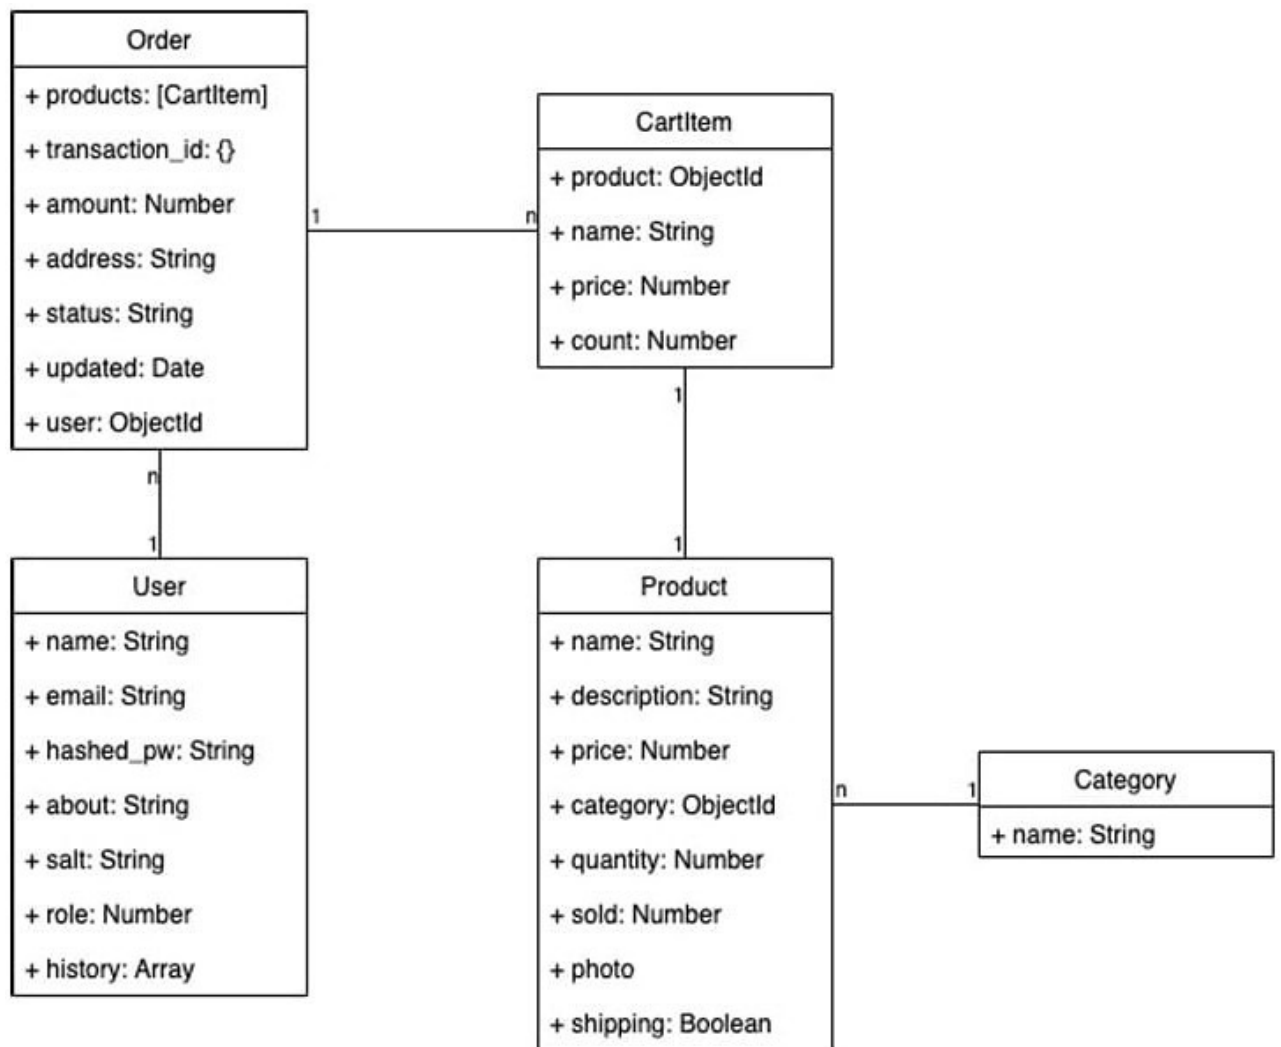 Order
+ products: [CartItem]
+ transaction_id: {}
+ amount: Number
+ address: String
+ status: String
+ updated: Date
+ user: ObjectId
1
n
CartItem
+ product: ObjectId
+ name: String
+ price: Number
+ count: Number
n
1
User
+ name: String
+ email: String
+ hashed_pw: String
+ about: String
+ salt: String
+ role: Number
+ history: Array
1
1
Product
+ name: String
+ description: String
+ price: Number
+ category: ObjectId
+ quantity: Number
+ sold: Number
+ photo
+ shipping: Boolean
n
1
Category
+ name: String